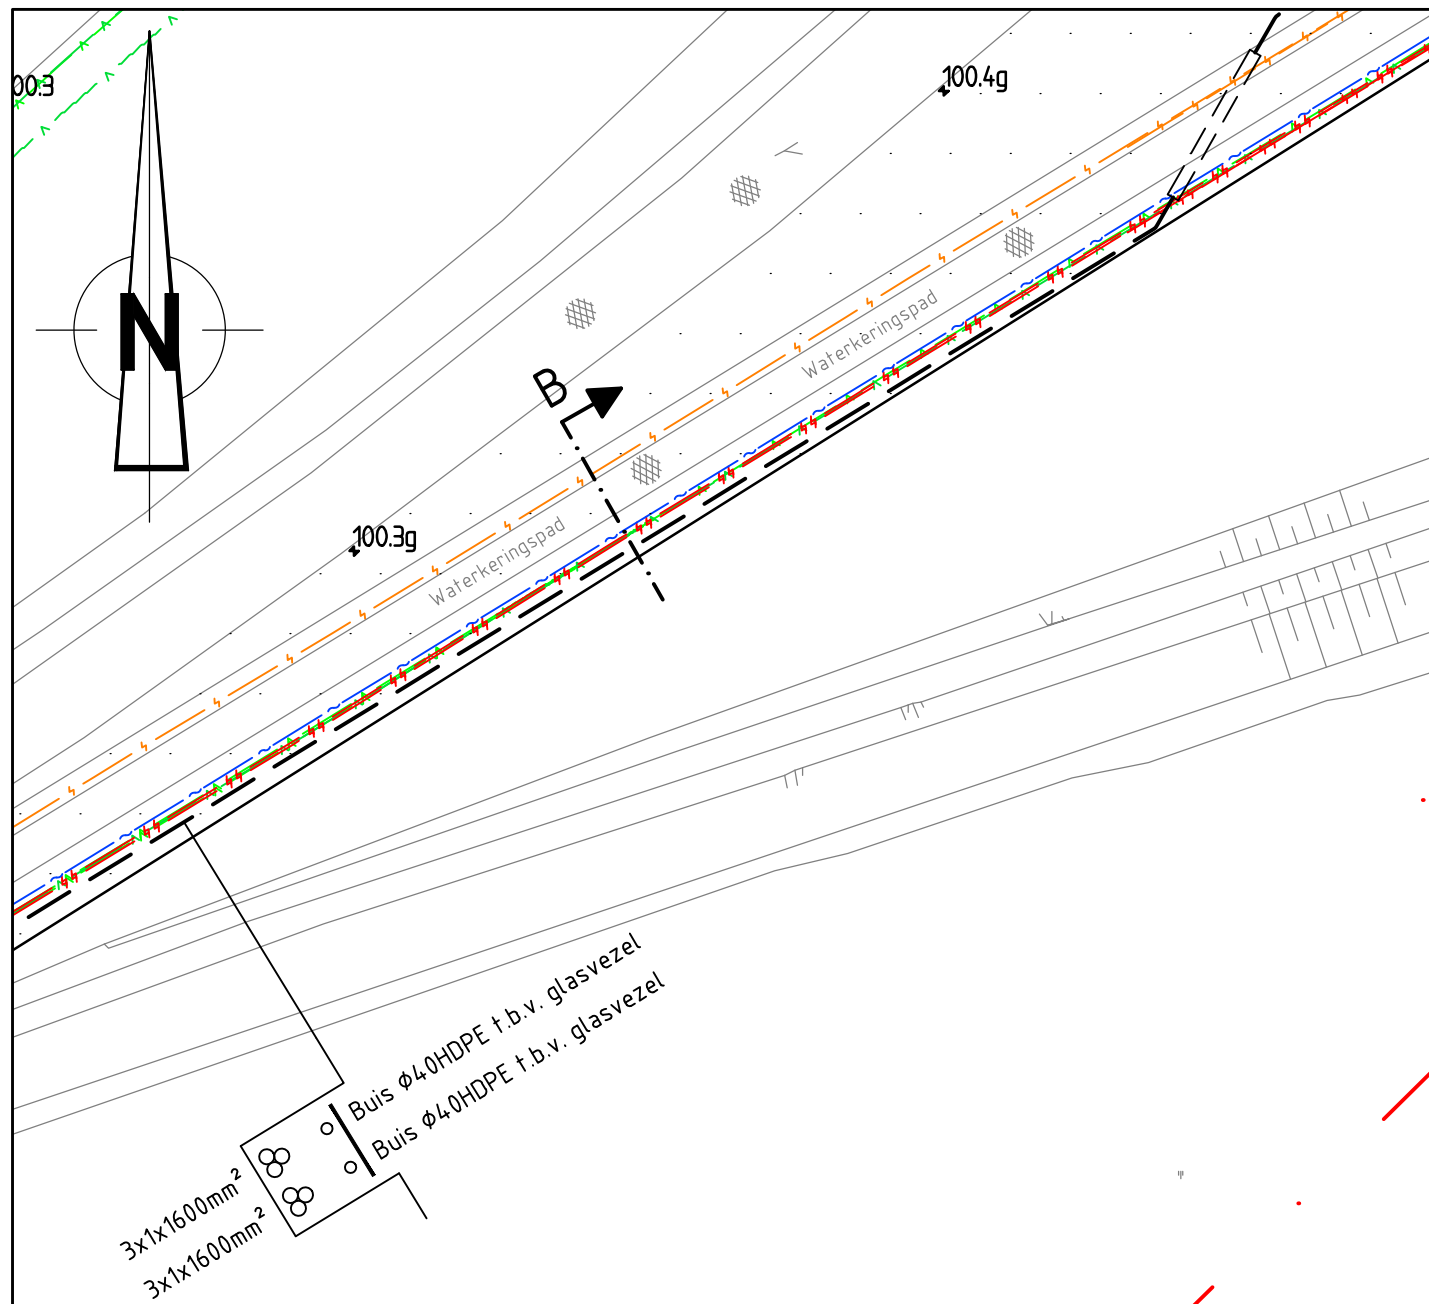 00.3
100.4g
N
Waterkeringspad
B
100.3g
Waterkeringspad
Buis φ40HDPE t.b.v. glasvezel
Buis φ40HDPE t.b.v. glasvezel
3x1x1600mm²
3x1x1600mm²